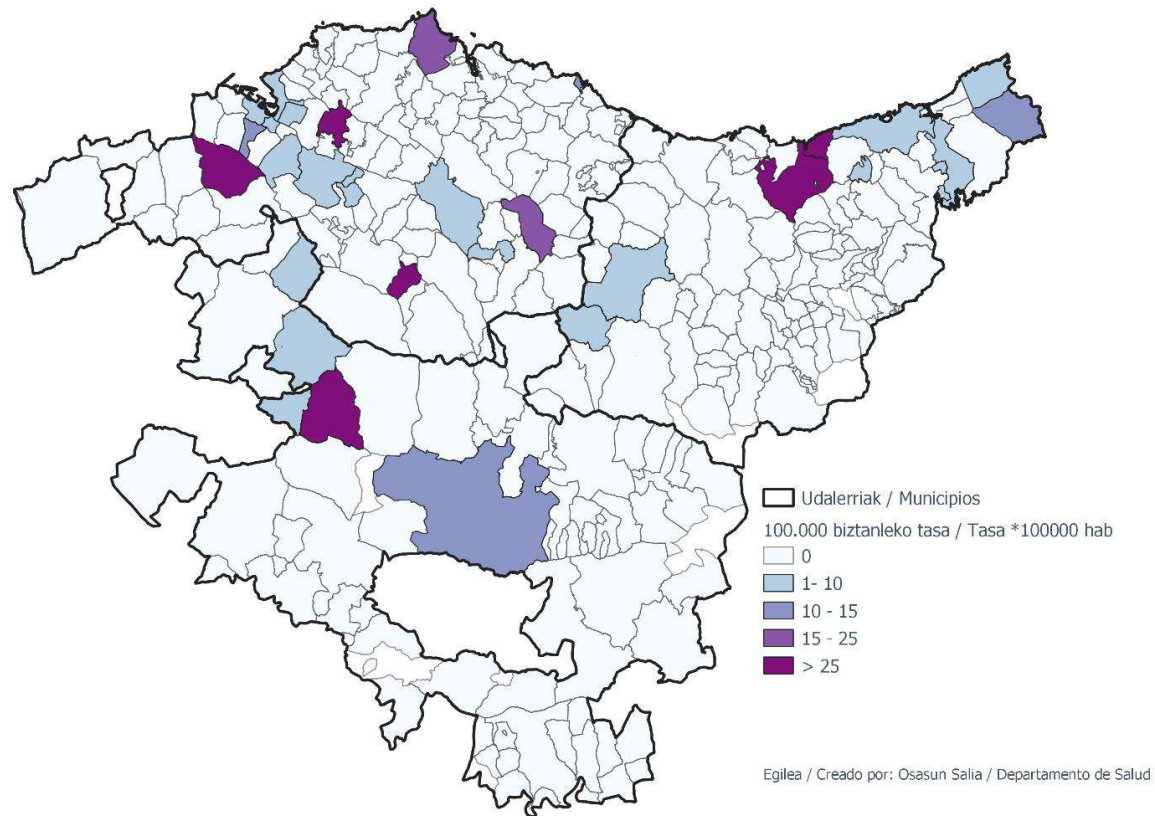 Udalerriak / Municipios
100.000 biztanleko tasa / Tasa *100000 hab
0
1- 10
10 - 15
15 - 25
> 25
Egilea / Creado por: Osasun Salia / Departamento de Salud